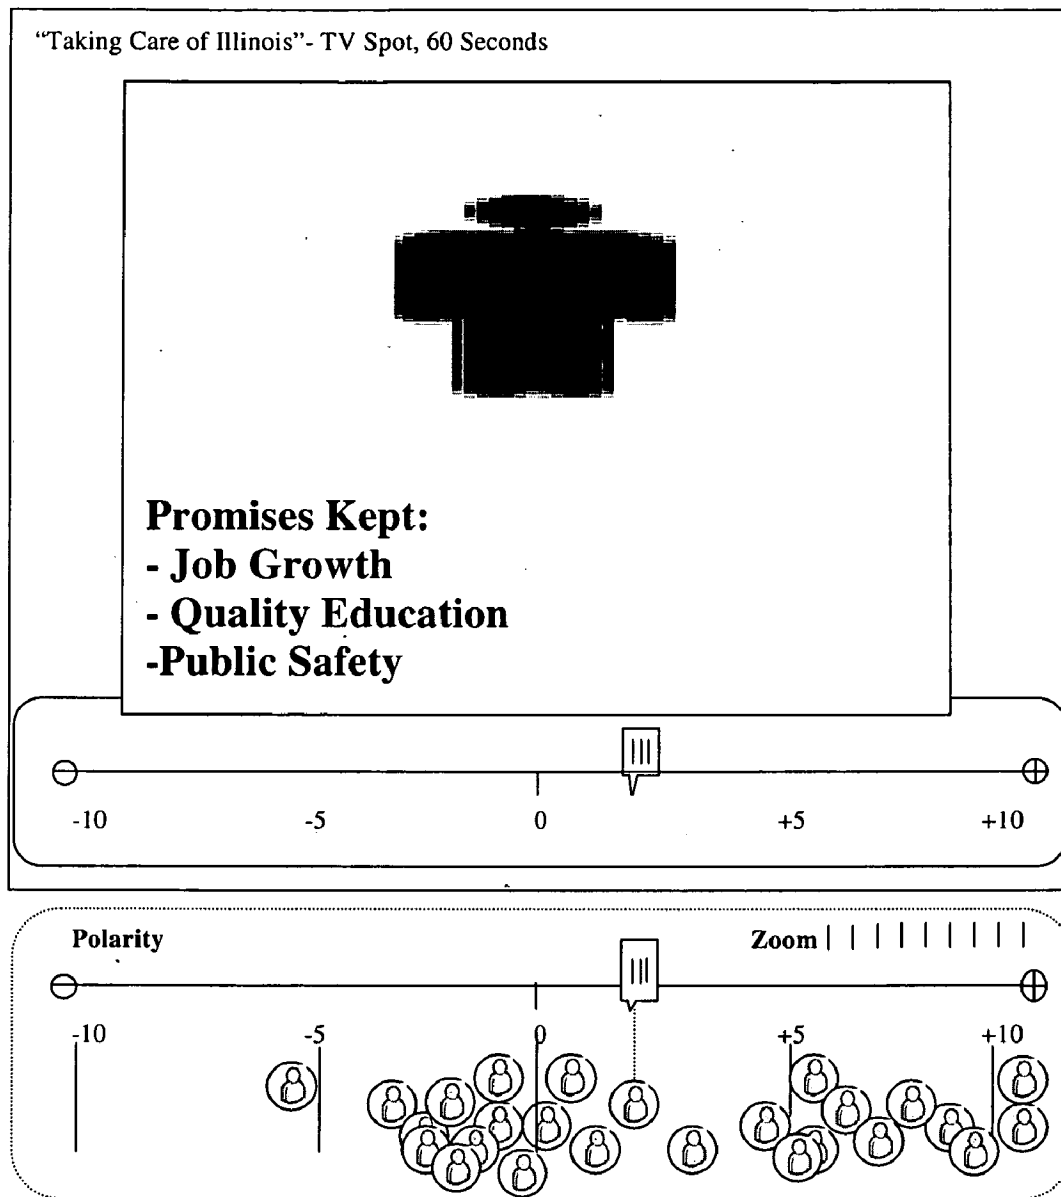 “Taking Care of Illinois”- TV Spot, 60 Seconds
Promises Kept:
- Job Growth
- Quality Education
-Public Safety
-10 -5 0 +5 +10
Polarity Zoom
-10 -5 0 +5 +10